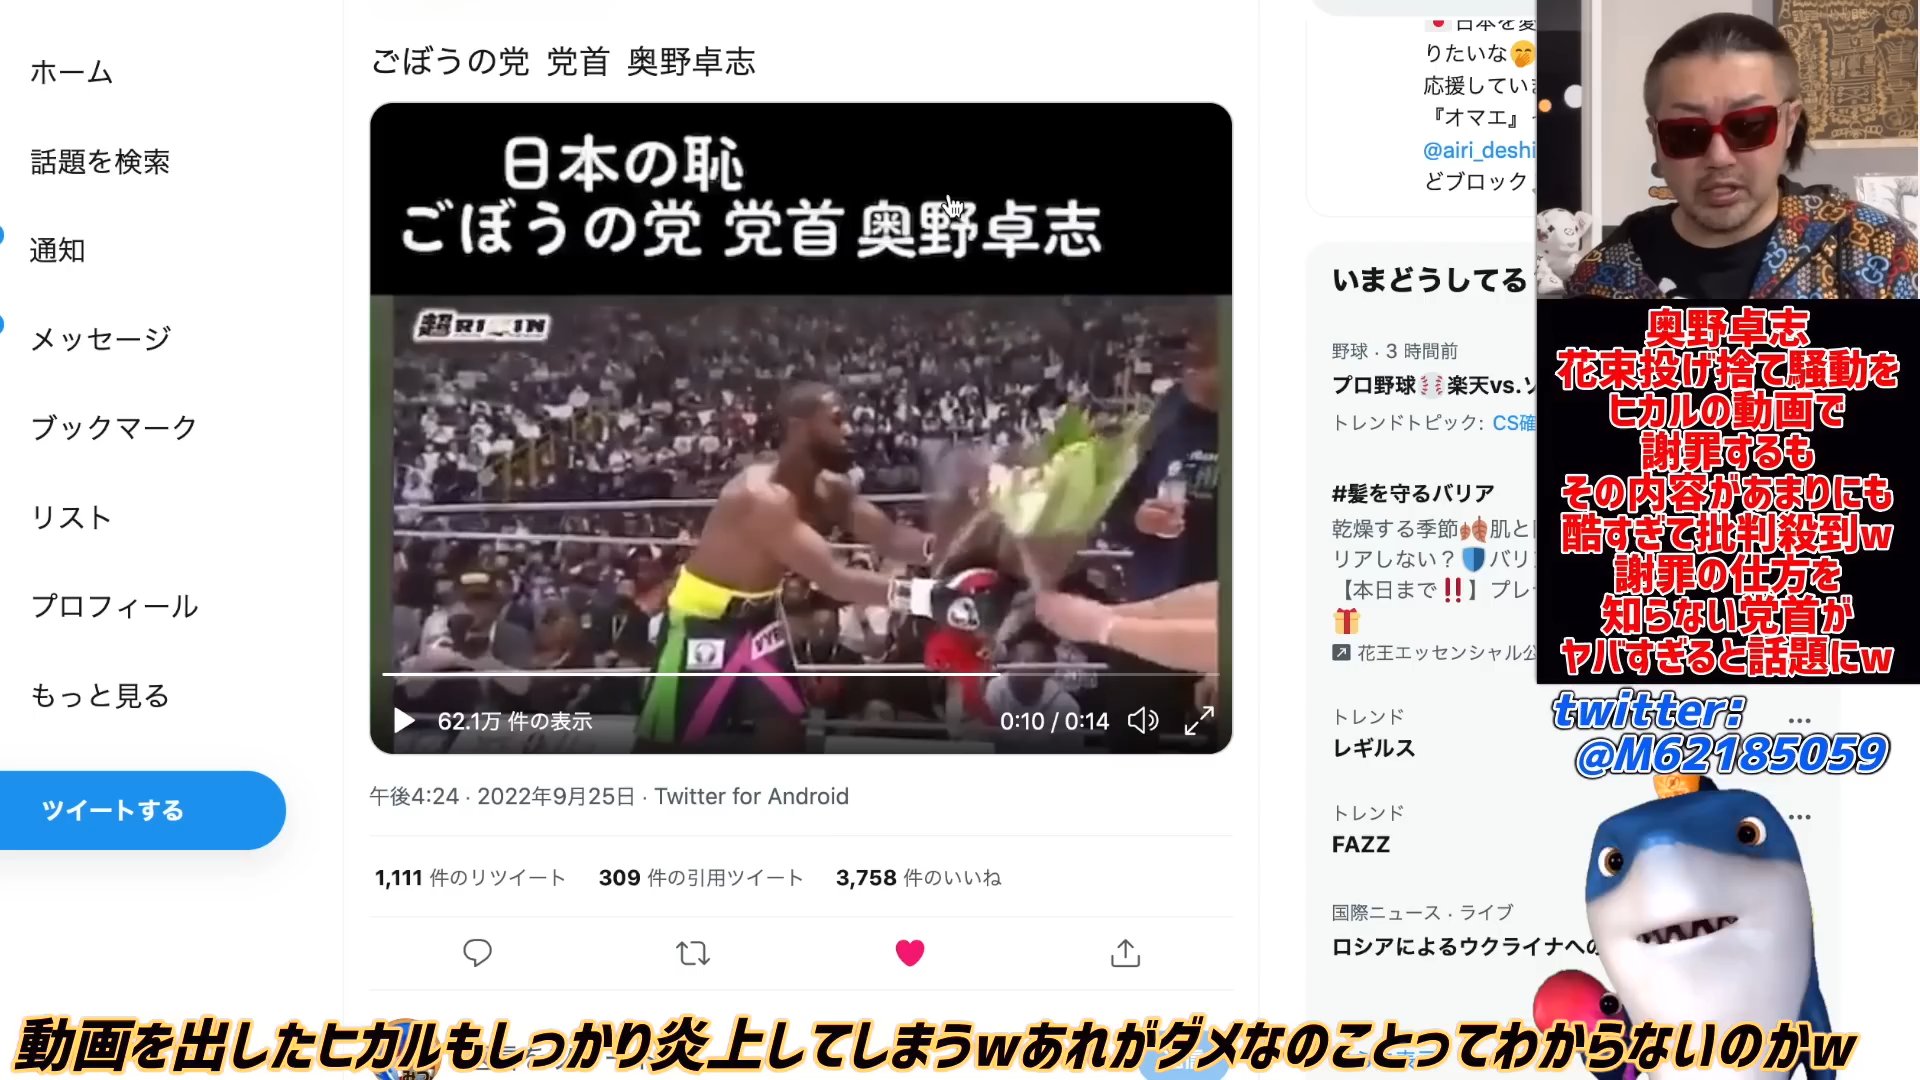 ホーム
話題を検索
通知
メッセージ
ブックマーク
リスト
プロフィール
もっと見る
ツイートする
ごぼうの党 党首 奥野卓志
日本の恥
ごぼうの党 党首 奥野卓志
超RIZIN
62.1万 件の表示
0:10 / 0:14
午後4:24 · 2022年9月25日 · Twitter for Android
1,111 件のリツイート 309 件の引用ツイート 3,758 件のいいね
日本を愛
りたいな🤭
応援してい
『オマエ』
@airi_deshi
どブロック
いまどうしてる
野球 · 3 時間前
プロ野球⚾楽天vs.ソ
トレンドトピック: CS確
#髪を守るバリア
乾燥する季節🍂肌と
リアしない？🛡️バリ
【本日まで‼️】プレ
🎁
花王エッセンシャル公
トレンド
レギルス
トレンド
FAZZ
国際ニュース · ライブ
ロシアによるウクライナへの
奥野卓志
花束投げ捨て騒動を
ヒカルの動画で
謝罪するも
その内容があまりにも
酷すぎて批判殺到w
謝罪の仕方を
知らない党首が
ヤバすぎると話題にw
twitter:
@M62185059
動画を出したヒカルもしっかり炎上してしまうwあれがダメなのことってわからないのかw